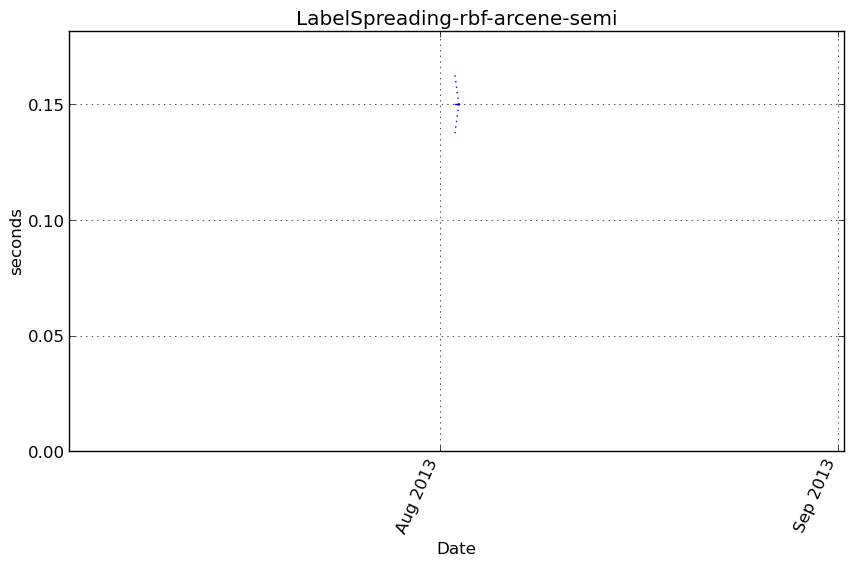 LabelSpreading-rbf-arcene-semi
0.15
0.10
0.05
0.00
seconds
Aug 2013
Sep 2013
Date